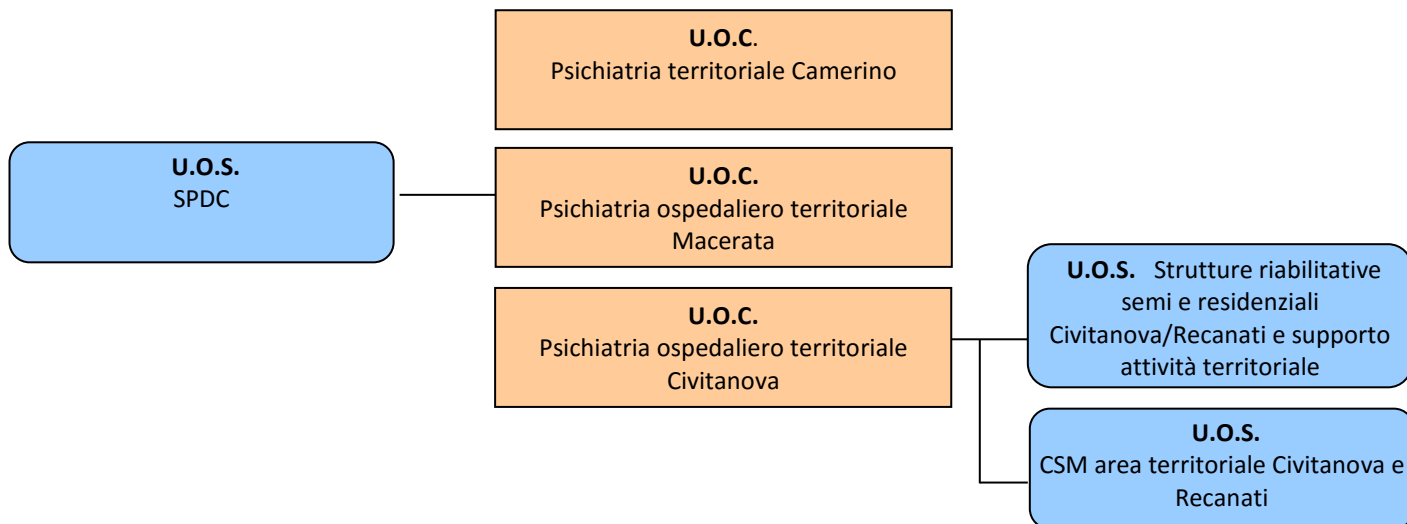 U.O.C.
Psichiatria territoriale Camerino
U.O.S.
SPDC
U.O.C.
Psichiatria ospedaliero territoriale
Macerata
U.O.C.
Psichiatria ospedaliero territoriale
Civitanova
U.O.S. Strutture riabilitative
semi e residenziali
Civitanova/Recanati e supporto
attività territoriale
U.O.S.
CSM area territoriale Civitanova e
Recanati